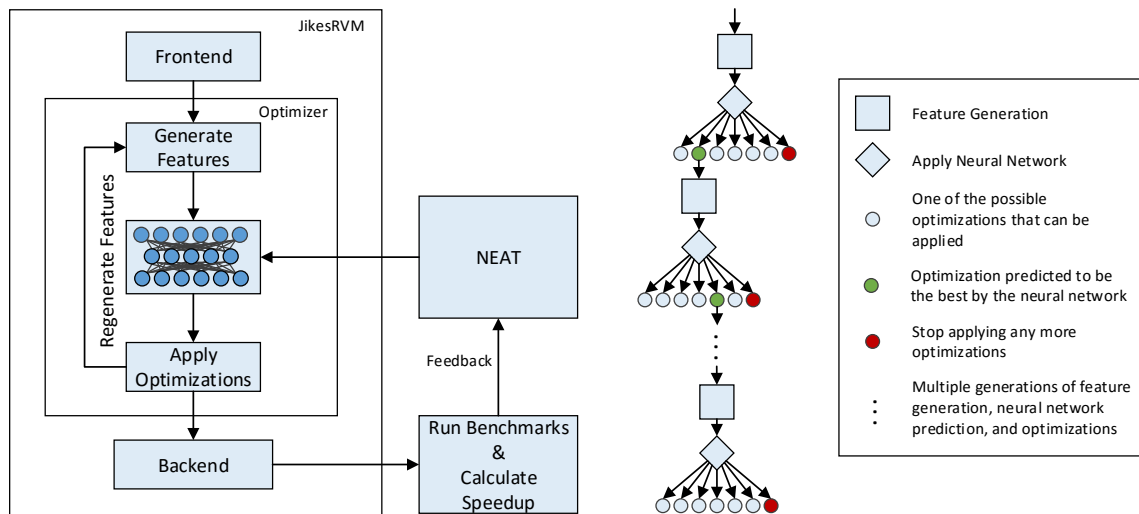 JikesRVM
Frontend
Optimizer
Generate
Features
Regenerate Features
Apply
Optimizations
Backend
NEAT
Feedback
Run Benchmarks
&
Calculate
Speedup
Feature Generation
Apply Neural Network
One of the possible
optimizations that can be
applied
Optimization predicted to be
the best by the neural network
Stop applying any more
optimizations
Multiple generations of feature
generation, neural network
prediction, and optimizations